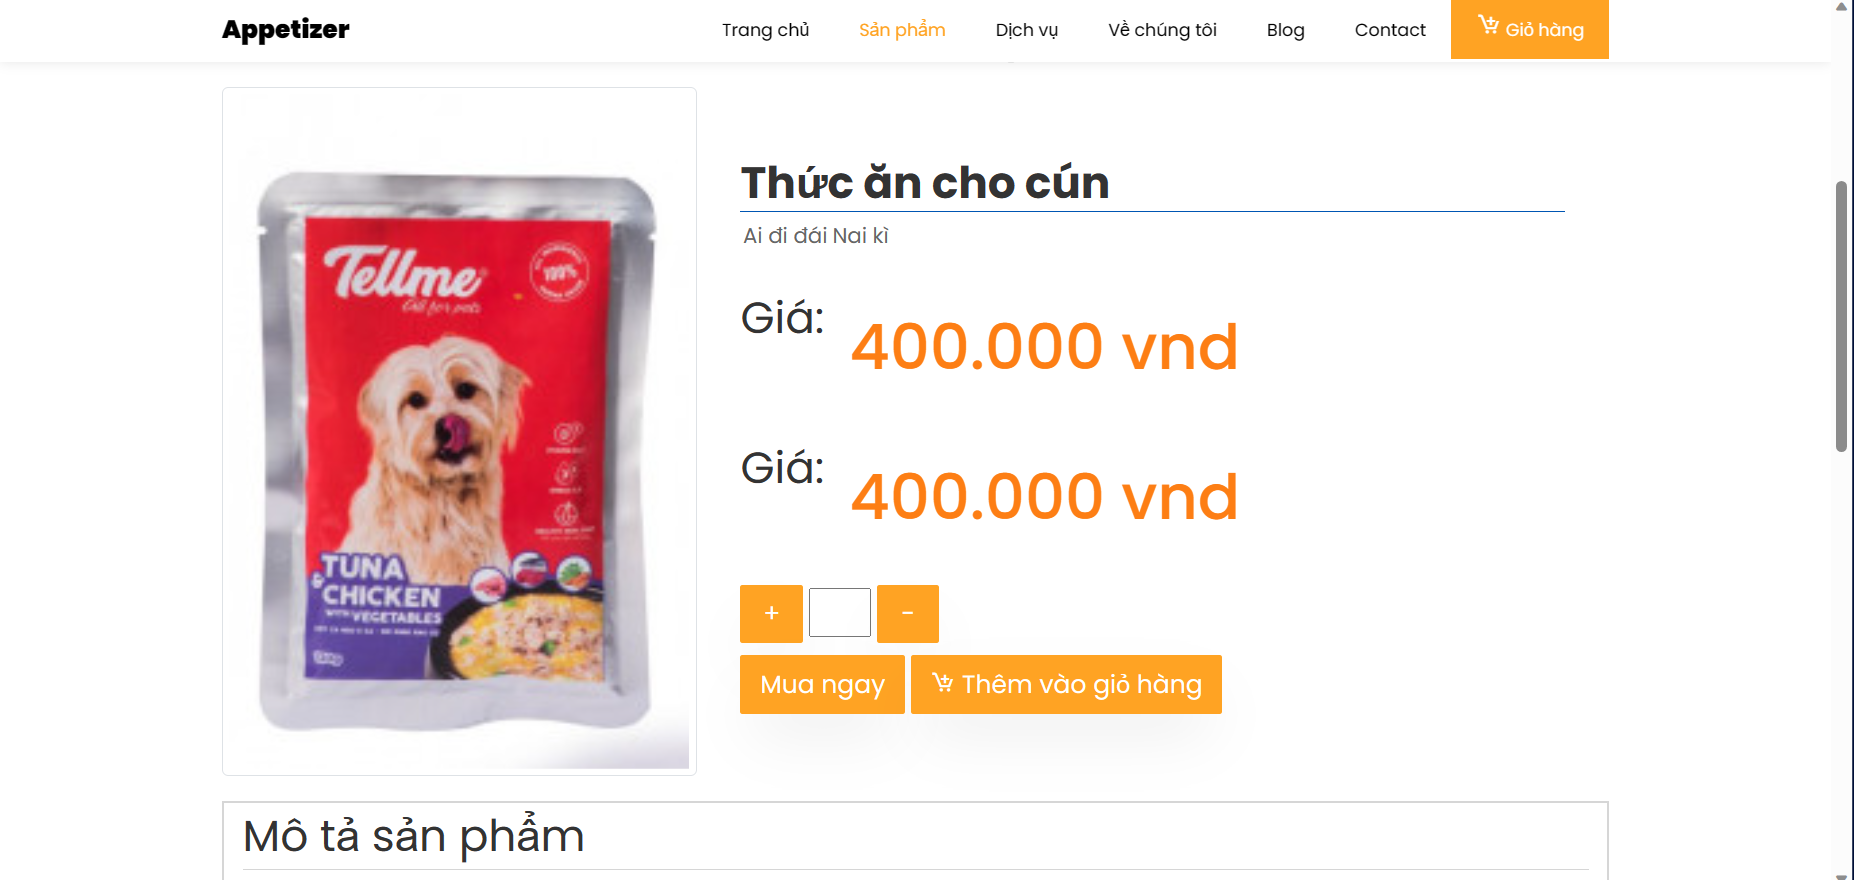 Appetizer
Trang chủ
Sản phẩm
Dịch vụ
Về chúng tôi
Blog
Contact
Giỏ hàng
Tellme
All for pets
100%
TUNA
&
CHICKEN
WITH VEGETABLES
Thức ăn cho cún
Ai đi đái Nai kì
Giá:
400.000 vnd
Giá:
400.000 vnd
+
-
Mua ngay
Thêm vào giỏ hàng
Mô tả sản phẩm